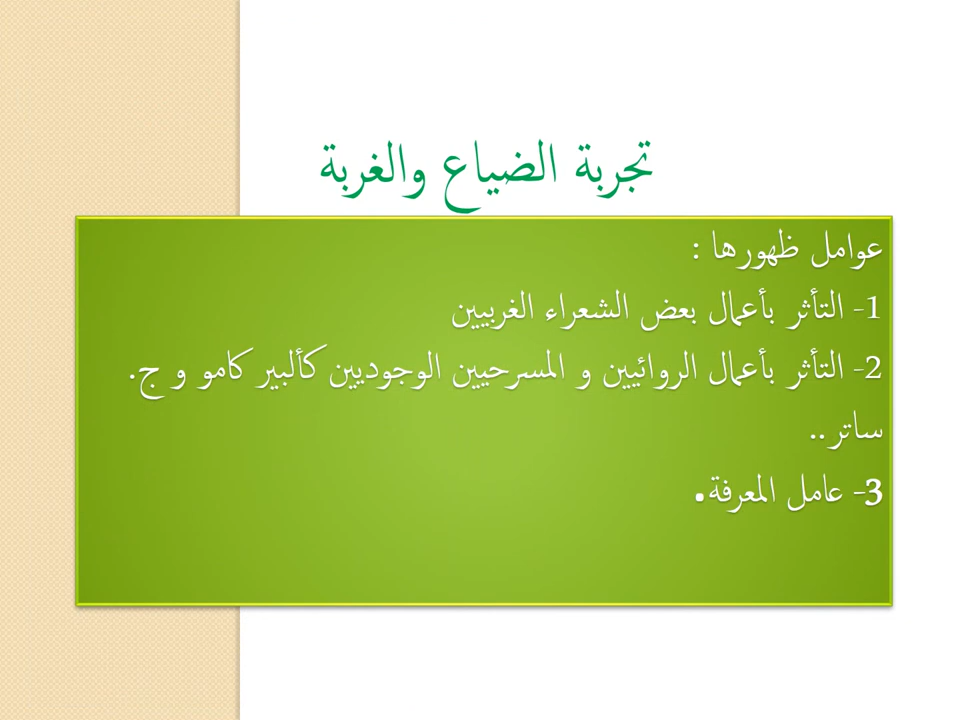 تجربة الضياع والغربة
عوامل ظهورها :
1- التأثر بأعمال بعض الشعراء الغربيين
2- التأثر بأعمال الروائيين و المسرحيين الوجوديين كألبير كامو و ج.
ساتر..
3- عامل المعرفة.